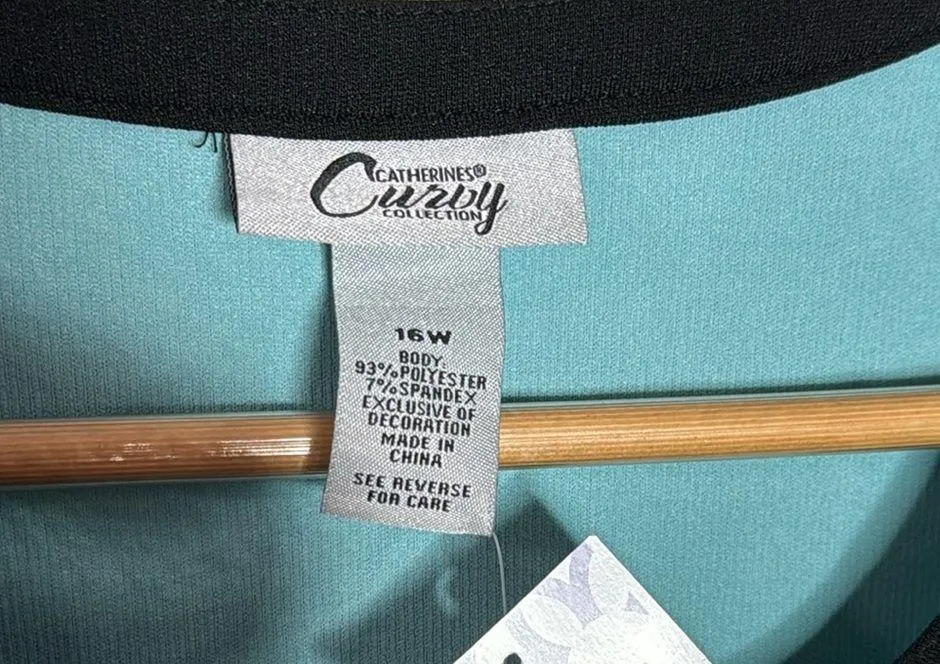 CATHERINES®
Curvy
COLLECTION
16W
BODY.
93%POLYESTER
7%SPANDEX
EXCLUSIVE OF
DECORATION
MADE IN
CHINA
SEE REVERSE
FOR CARE